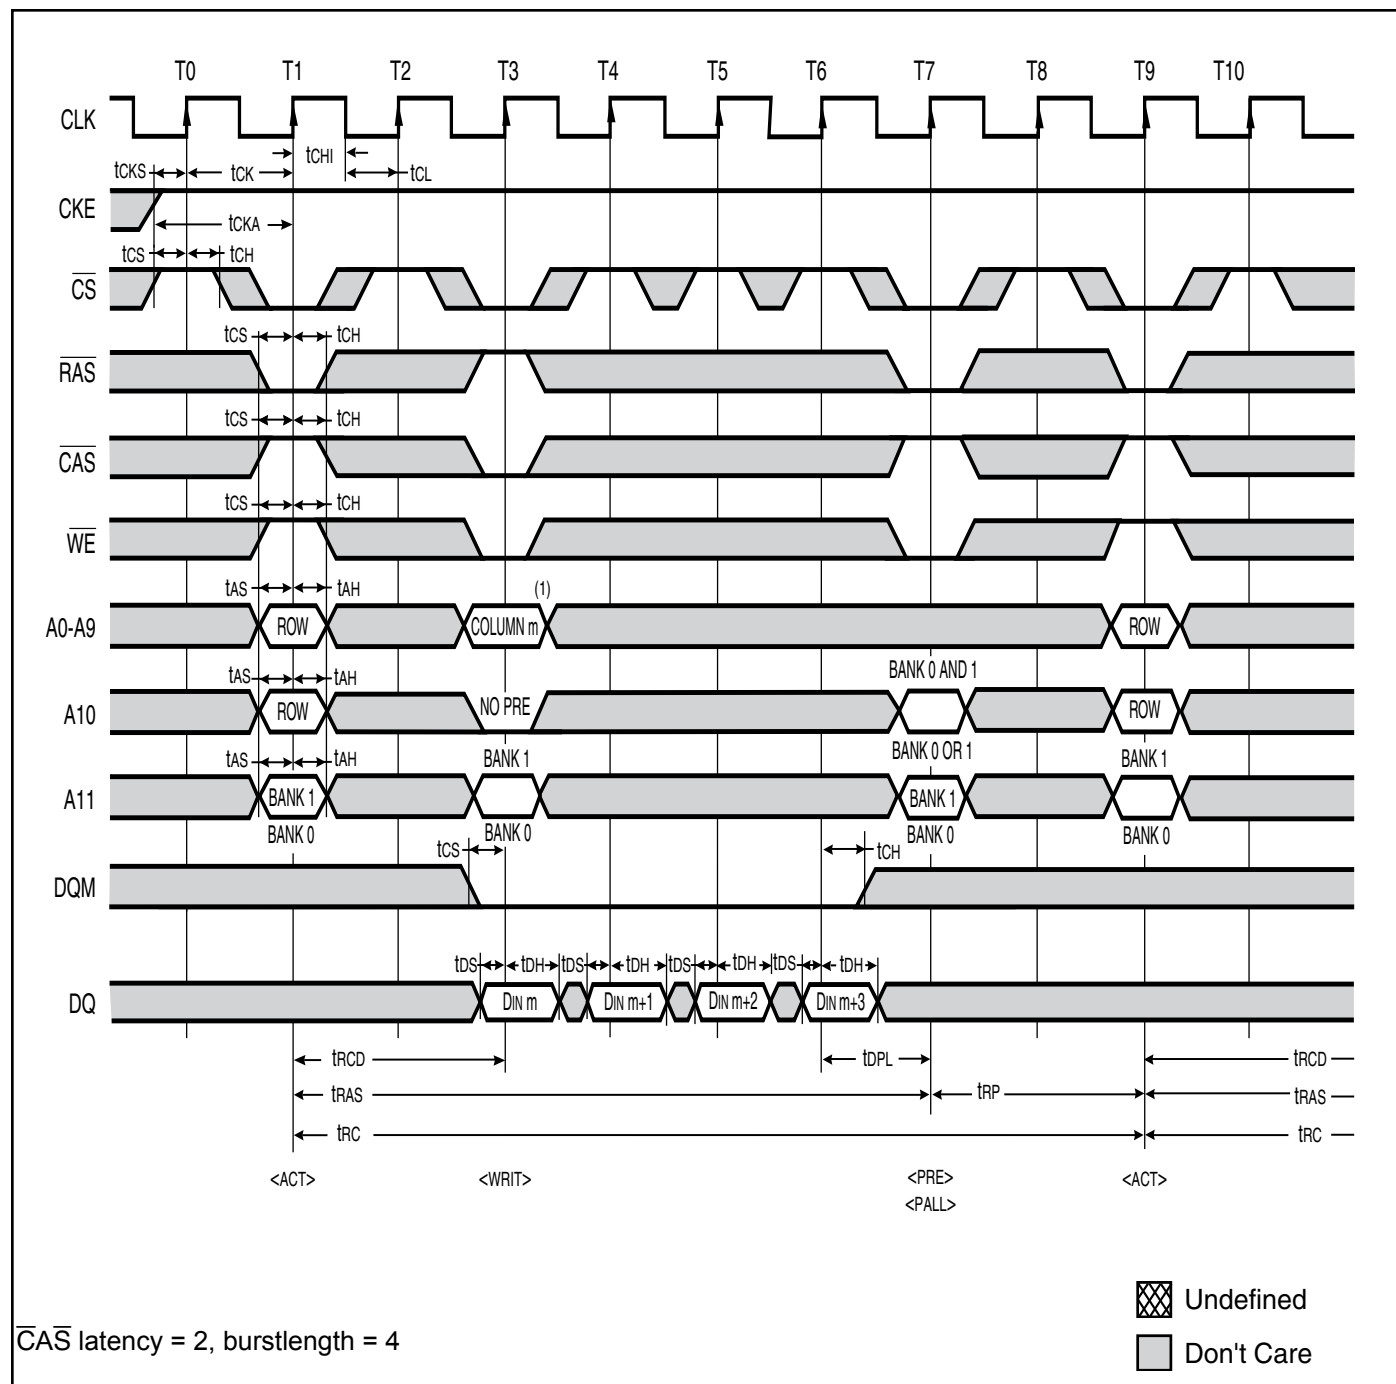 T0 T1 T2 T3 T4 T5 T6 T7 T8 T9 T10
CLK
tCHI
tCKS tCK tCL
CKE
tCKA
tCS tCH
CS
tCS tCH
RAS
tCS tCH
CAS
tCS tCH
WE
tAS tAH (1)
A0-A9 ROW COLUMN m ROW
tAS tAH BANK 0 AND 1
A10 ROW NO PRE ROW
tAS tAH BANK 1 BANK 0 OR 1 BANK 1
A11 BANK 1 BANK 1
BANK 0 BANK 0 BANK 0 BANK 0
tCS tCH
DQM
tDS tDH tDS tDH tDS tDH tDS tDH
DQ DIN m DIN m+1 DIN m+2 DIN m+3
tRCD tDPL tRCD
tRAS tRP tRAS
tRC tRC
<ACT> <WRIT> <PRE> <ACT>
<PALL>
Undefined
CAS latency = 2, burstlength = 4
Don't Care